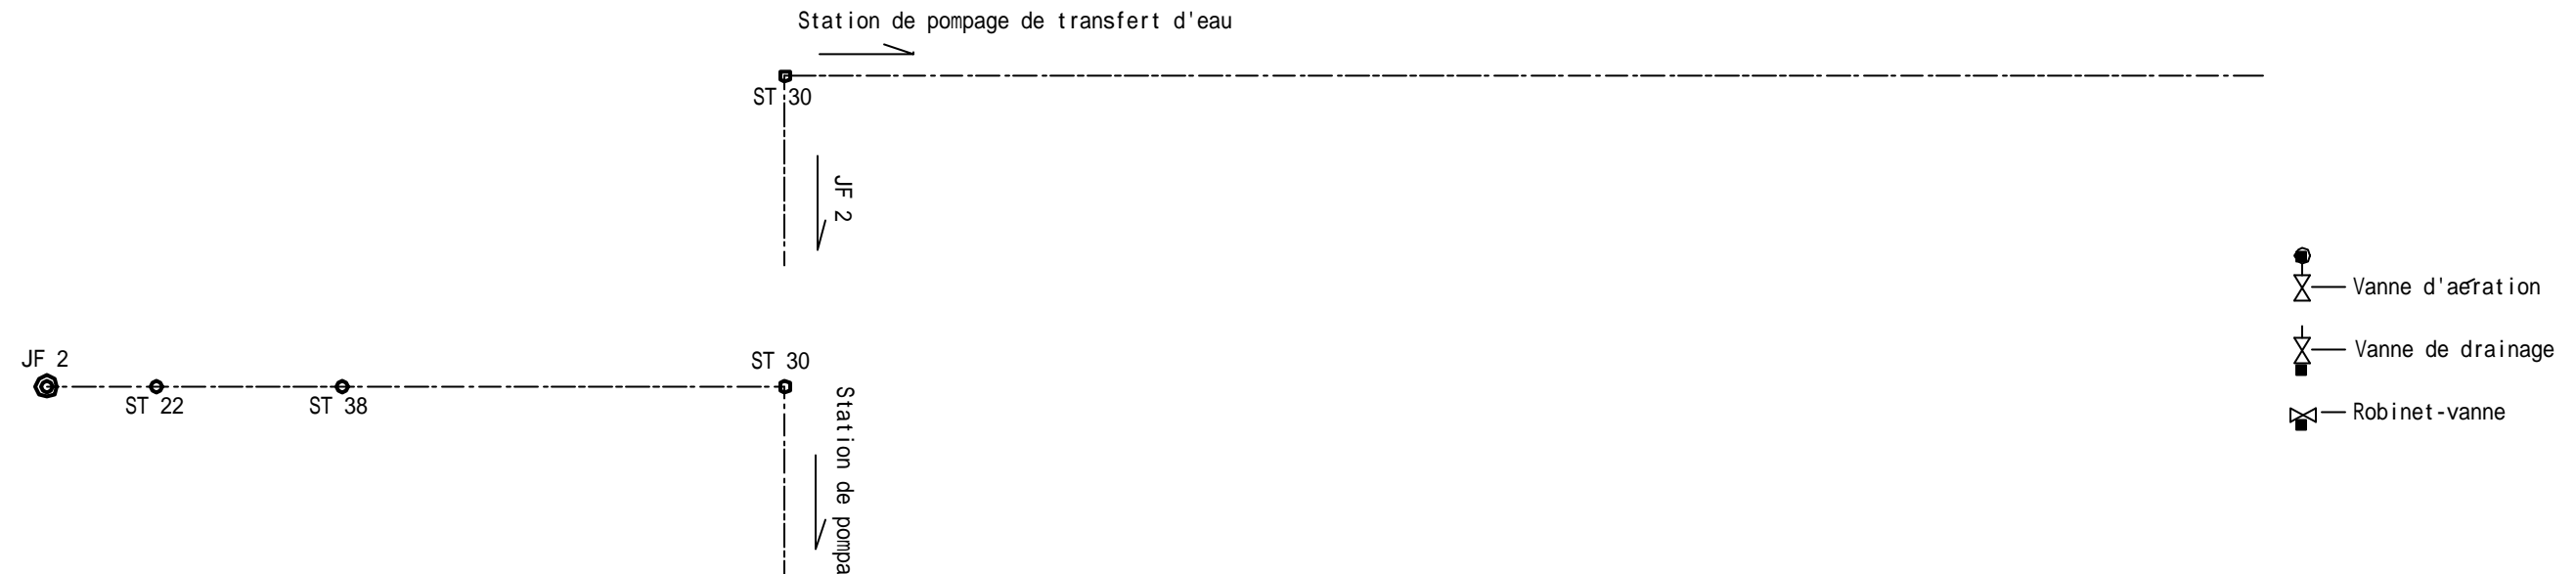 Station de pompage de transfert d'eau
ST 30
JF 2
JF 2
ST 30
ST 22
ST 38
Station de pompa
Vanne d'aération
Vanne de drainage
Robinet-vanne